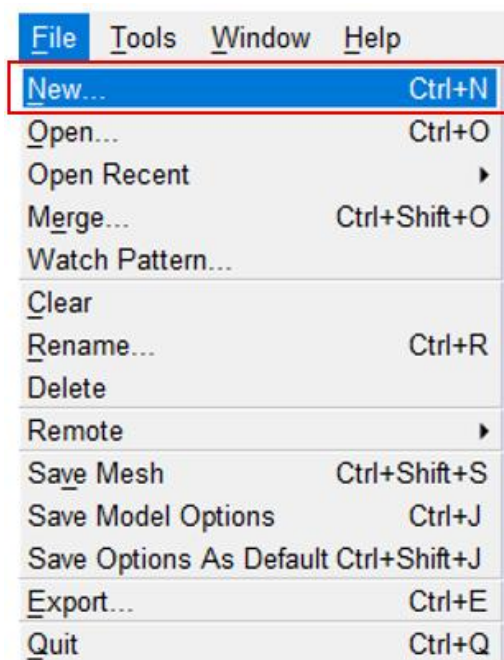 File Tools Window Help
New... Ctrl+N
Open... Ctrl+O
Open Recent
Merge... Ctrl+Shift+O
Watch Pattern...
Clear
Rename... Ctrl+R
Delete
Remote
Save Mesh Ctrl+Shift+S
Save Model Options Ctrl+J
Save Options As Default Ctrl+Shift+J
Export... Ctrl+E
Quit Ctrl+Q